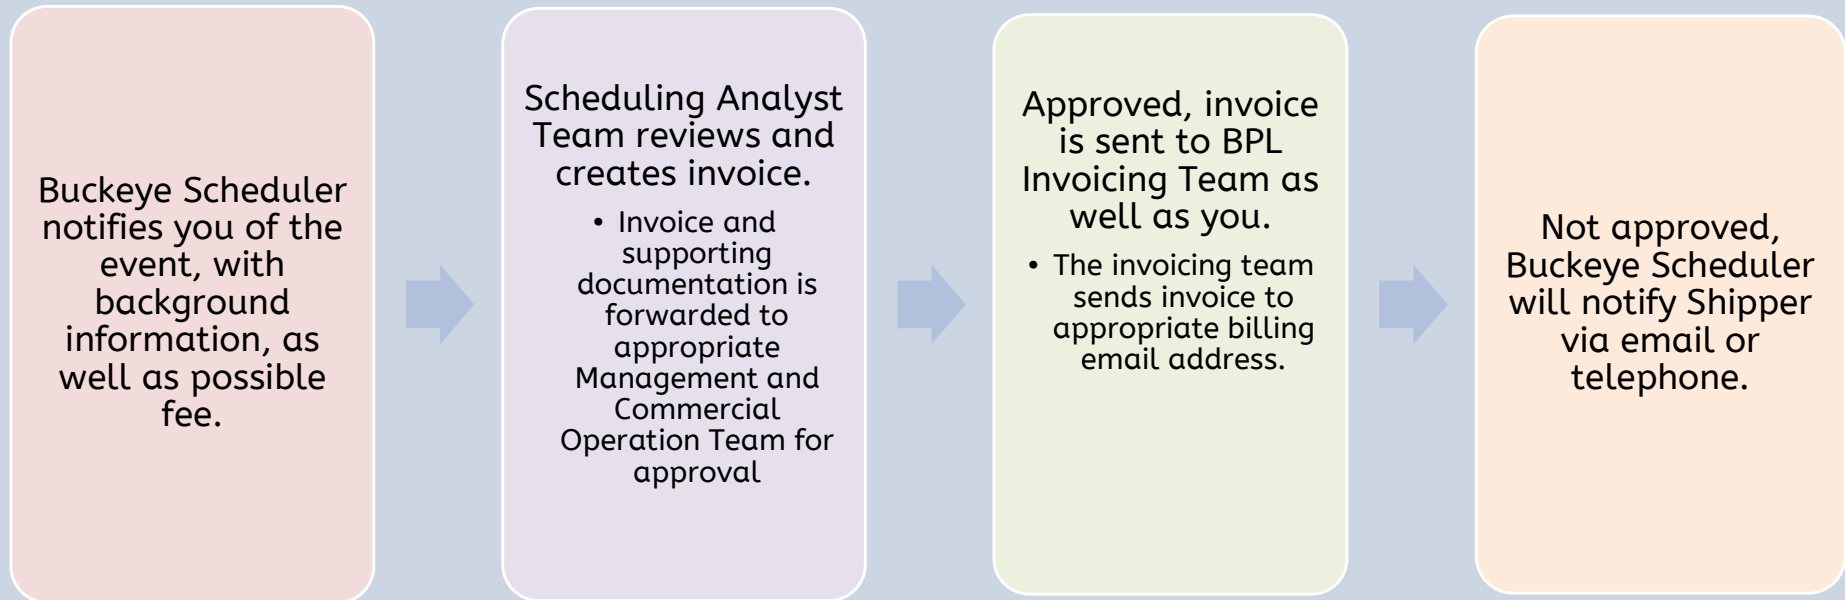 Buckeye Scheduler
notifies you of the
event, with
background
information, as
well as possible
fee.
Scheduling Analyst
Team reviews and
creates invoice.
• Invoice and
supporting
documentation is
forwarded to
appropriate
Management and
Commercial
Operation Team for
approval
Approved, invoice
is sent to BPL
Invoicing Team as
well as you.
• The invoicing team
sends invoice to
appropriate billing
email address.
Not approved,
Buckeye Scheduler
will notify Shipper
via email or
telephone.